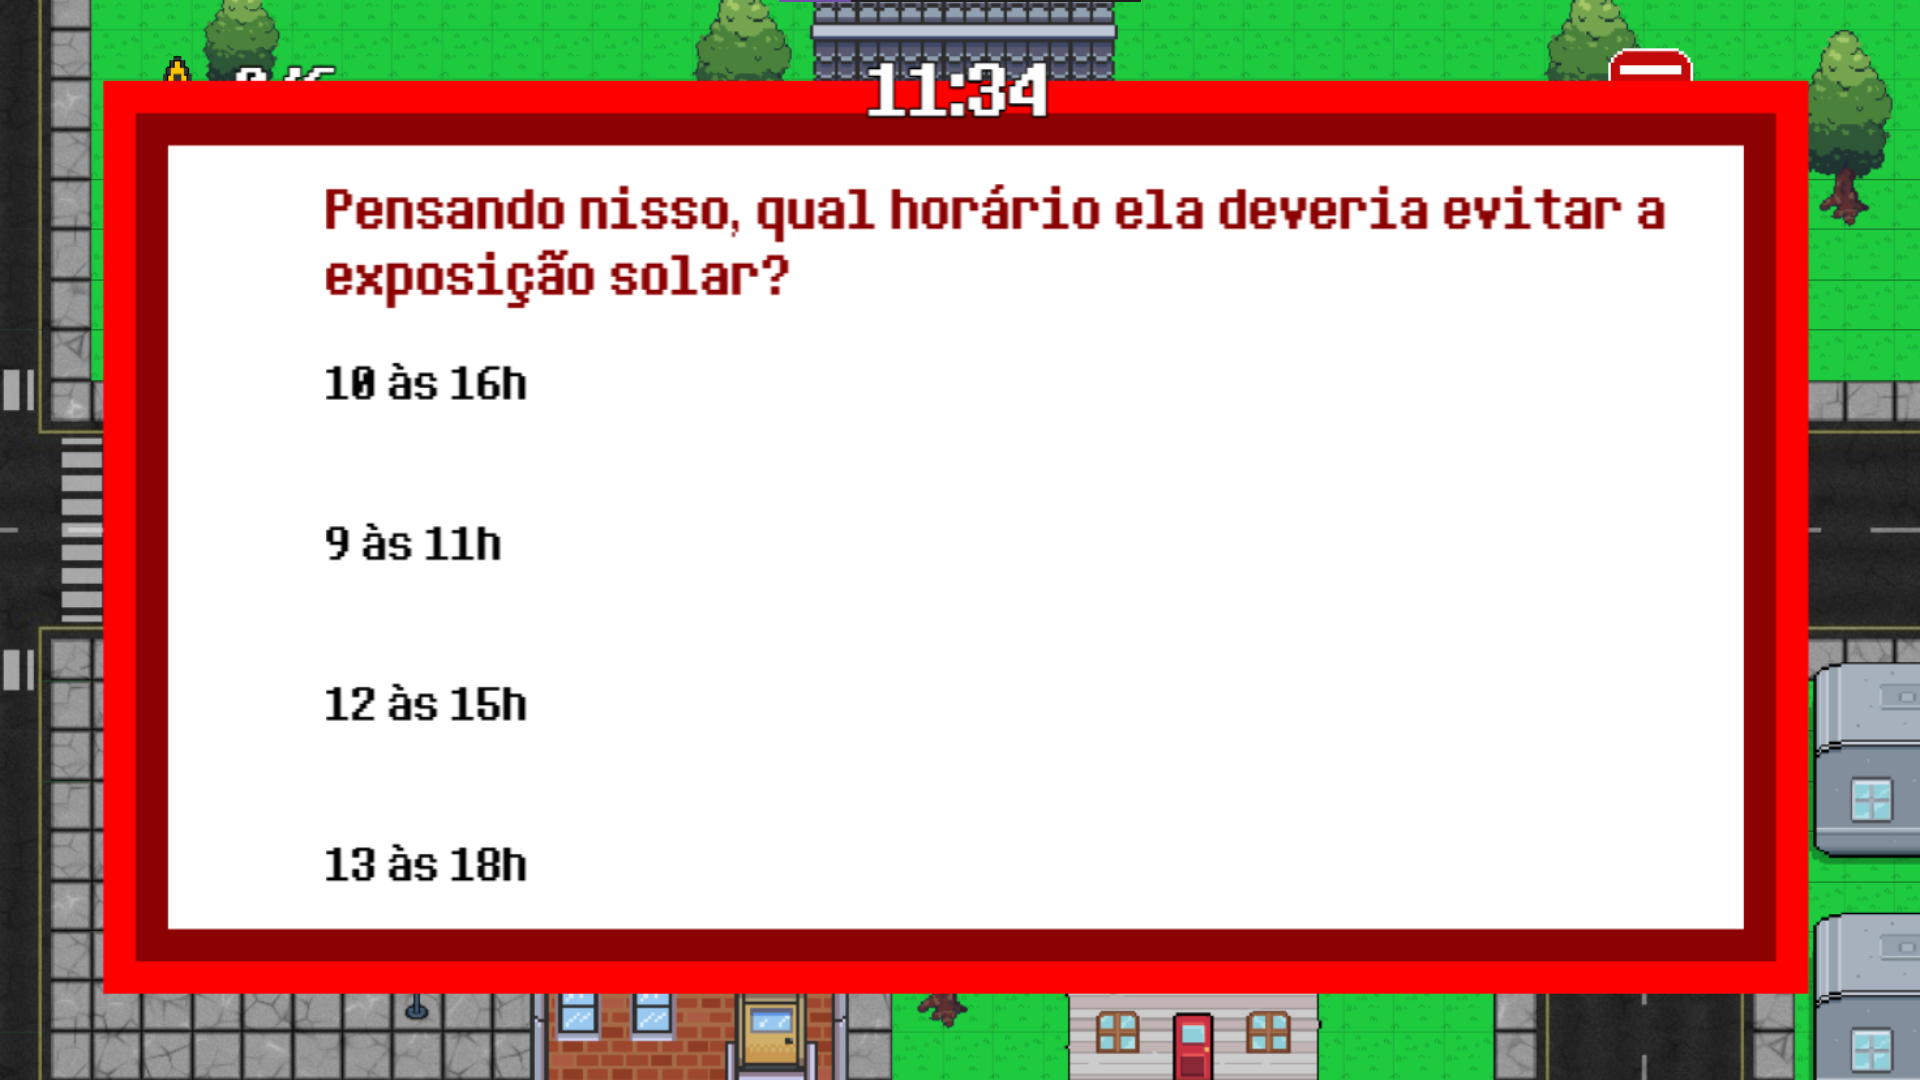 11:34
Pensando nisso, qual horário ela deveria evitar a
exposição solar?
10 às 16h
9 às 11h
12 às 15h
13 às 18h